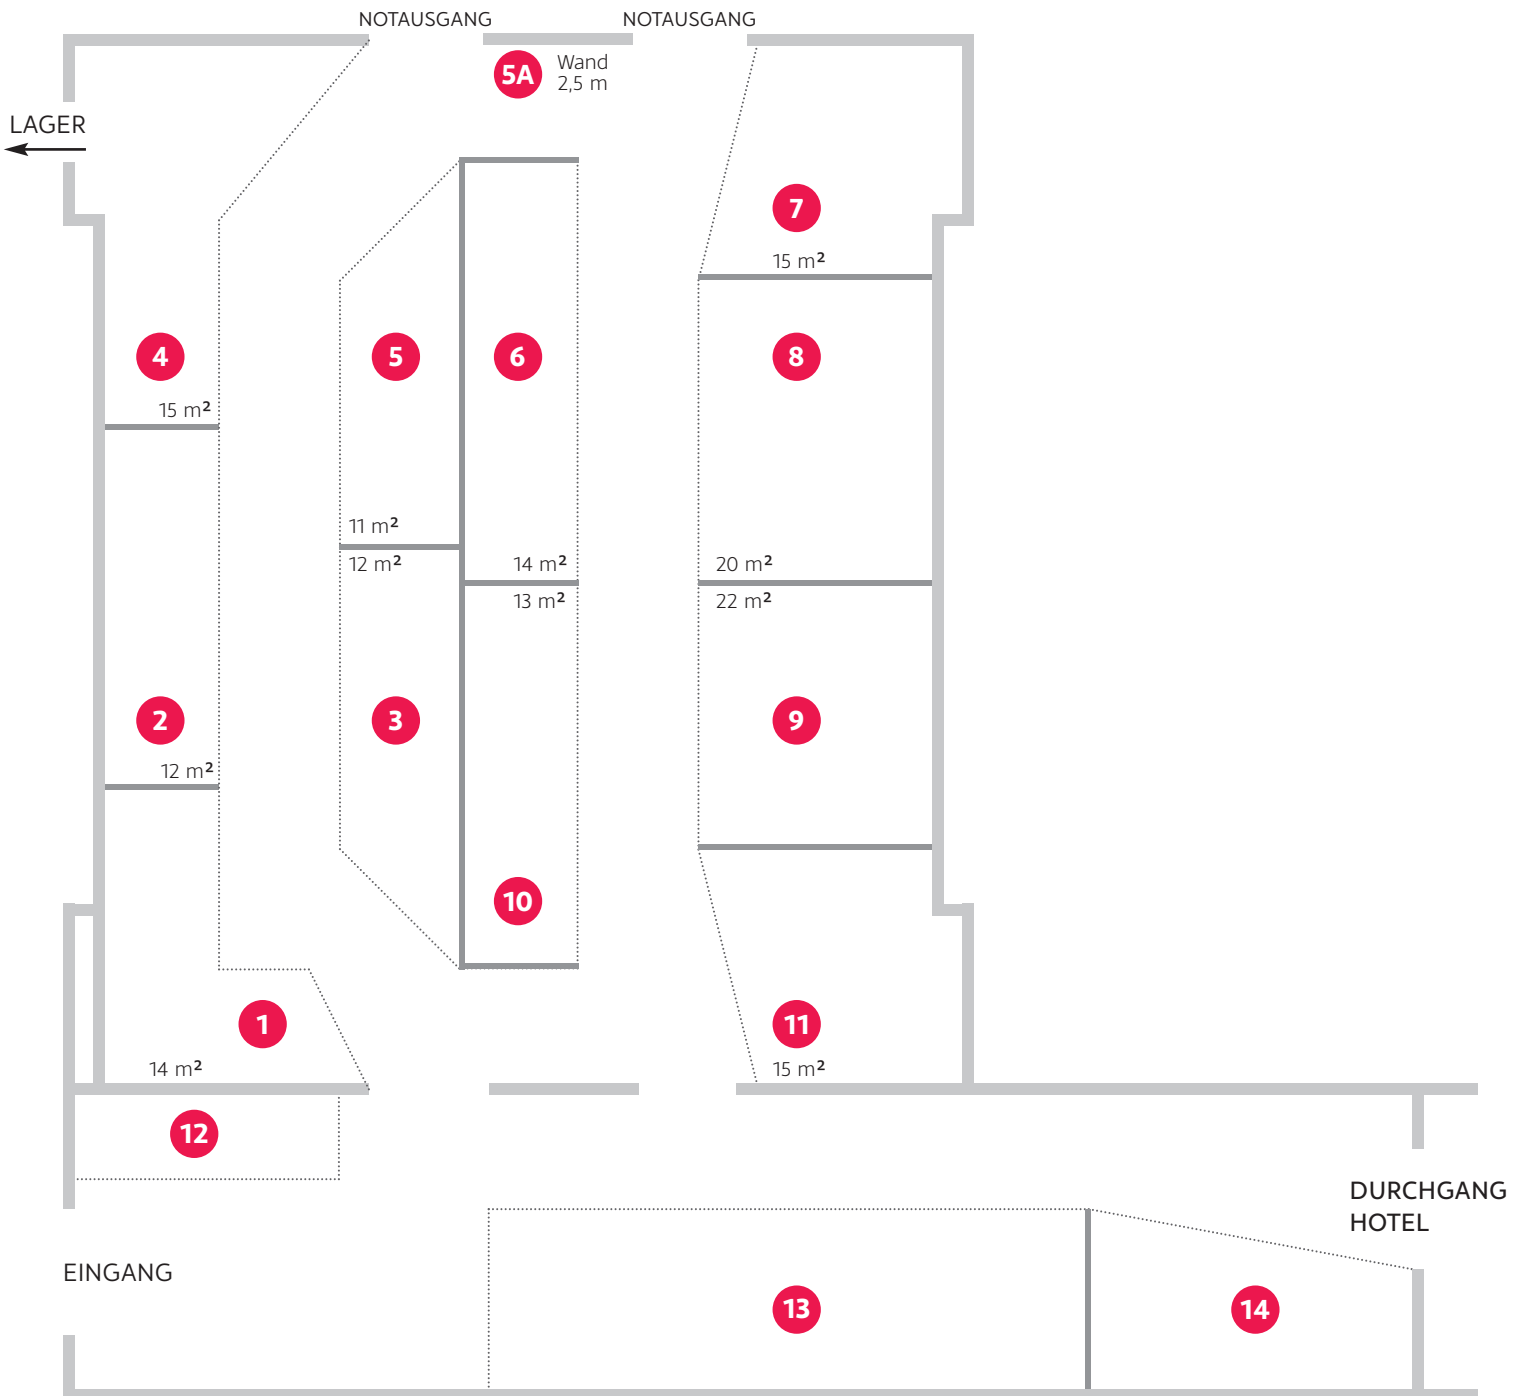 NOTAUSGANG
NOTAUSGANG
5A
Wand
2,5 m
LAGER
7
15 m²
4
5
6
8
15 m²
11 m²
12 m²
14 m²
20 m²
13 m²
22 m²
2
3
9
12 m²
10
1
11
14 m²
15 m²
12
DURCHGANG
HOTEL
EINGANG
13
14